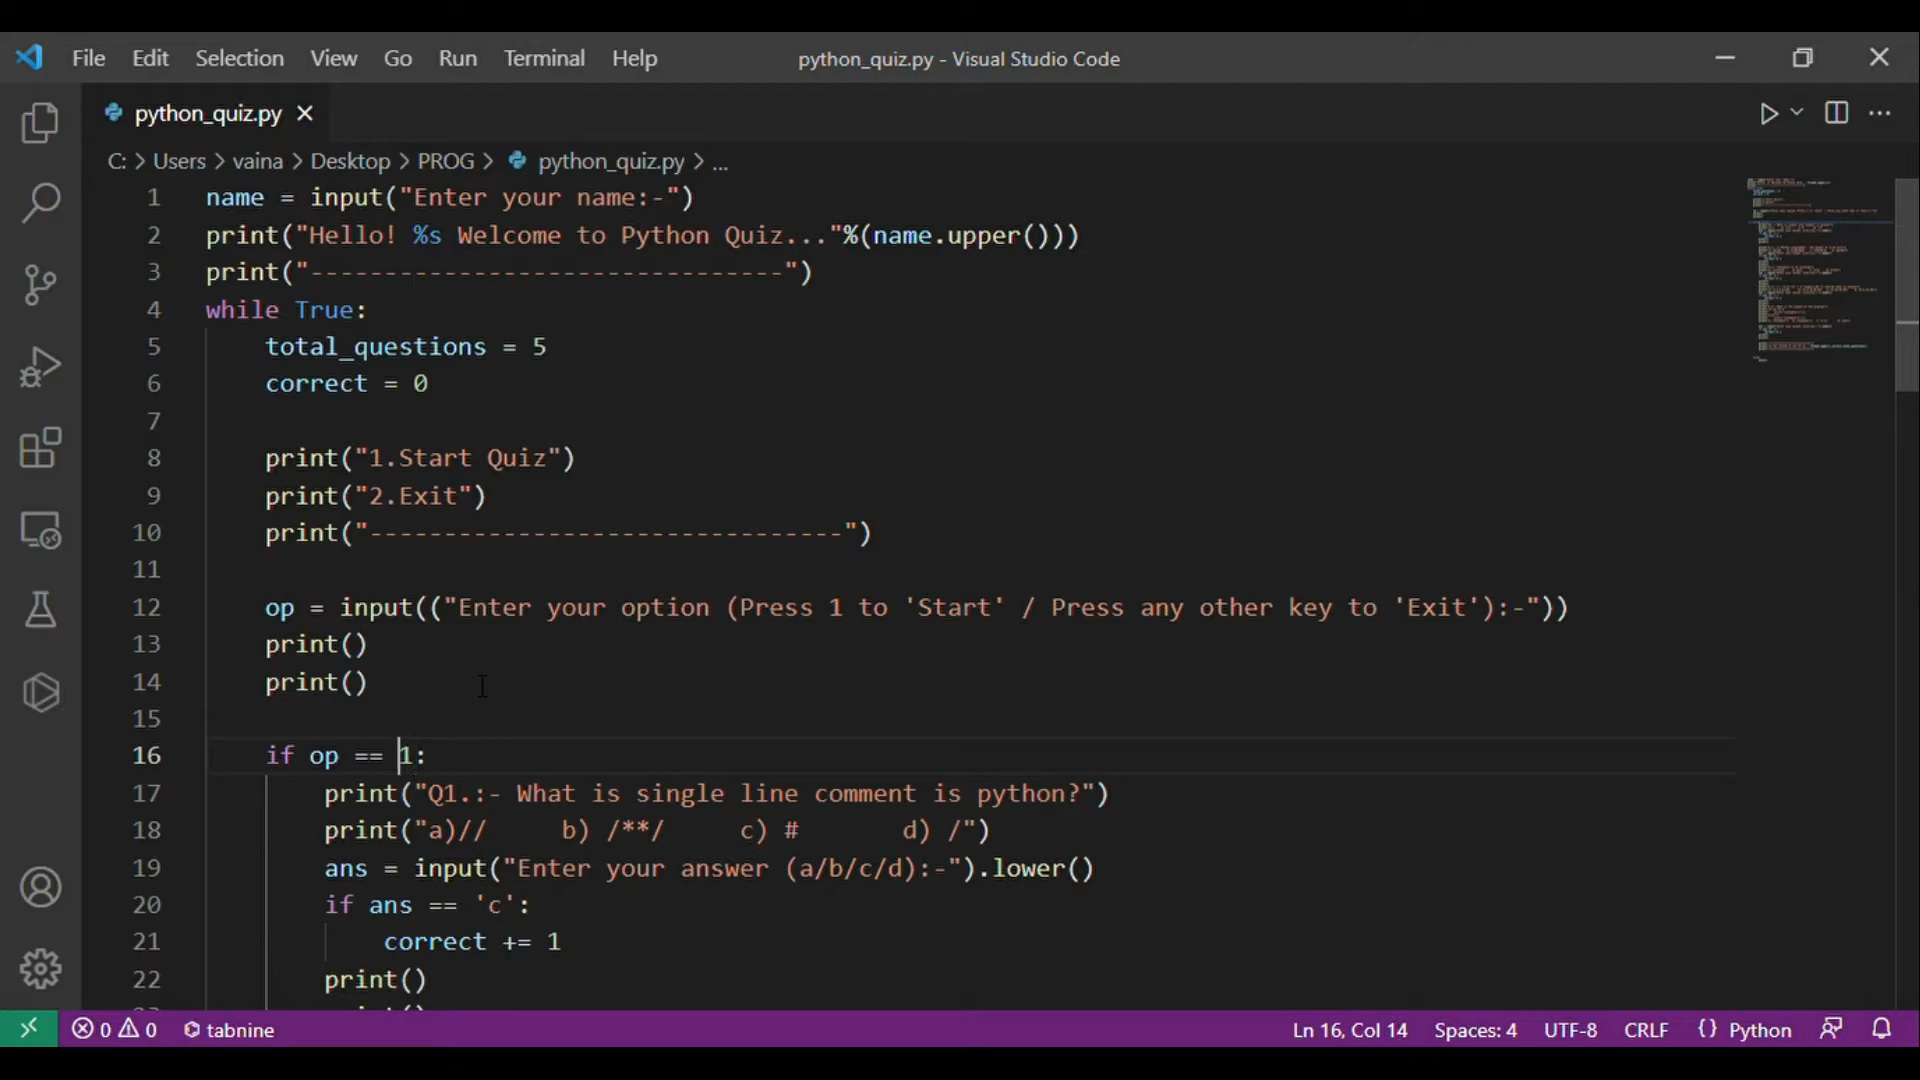 File Edit Selection View Go Run Terminal Help python_quiz.py - Visual Studio Code
python_quiz.py
C: > Users > vaina > Desktop > PROG > python_quiz.py > ...
1 name = input("Enter your name:-")
2 print("Hello! %s Welcome to Python Quiz..."%(name.upper()))
3 print("--------------------------------")
4 while True:
5     total_questions = 5
6     correct = 0
7
8     print("1.Start Quiz")
9     print("2.Exit")
10     print("--------------------------------")
11
12     op = input(("Enter your option (Press 1 to 'Start' / Press any other key to 'Exit'):-"))
13     print()
14     print()
15
16     if op == 1:
17         print("Q1.:- What is single line comment is python?")
18         print("a)//     b) /**/     c) #       d) /")
19         ans = input("Enter your answer (a/b/c/d):-").lower()
20         if ans == 'c':
21             correct += 1
22         print()
0 0 tabnine Ln 16, Col 14 Spaces: 4 UTF-8 CRLF {} Python